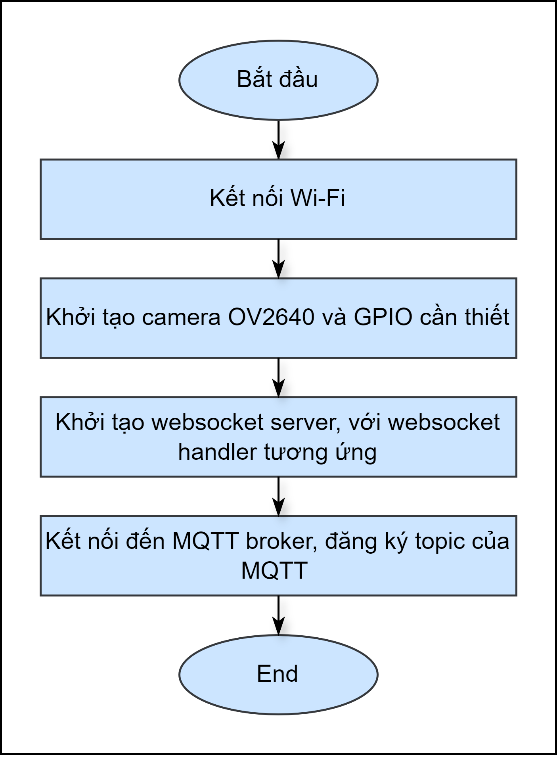 Bắt đầu
Kết nối Wi-Fi
Khởi tạo camera OV2640 và GPIO cần thiết
Khởi tạo websocket server, với websocket
handler tương ứng
Kết nối đến MQTT broker, đăng ký topic của
MQTT
End